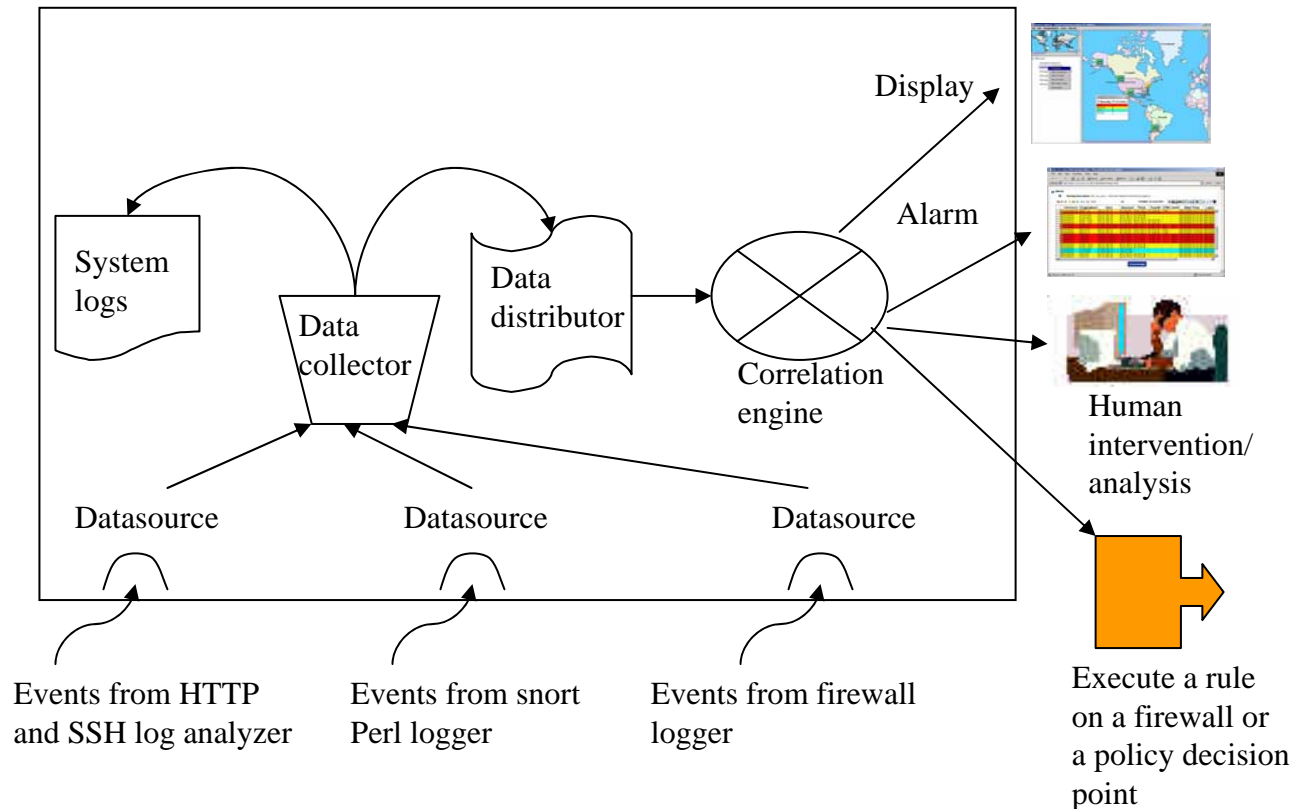 Display
Alarm
System
logs
Data
collector
Data
distributor
Correlation
engine
Human
intervention/
analysis
Datasource
Datasource
Datasource
Events from HTTP
and SSH log analyzer
Events from snort
Perl logger
Events from firewall
logger
Execute a rule
on a firewall or
a policy decision
point